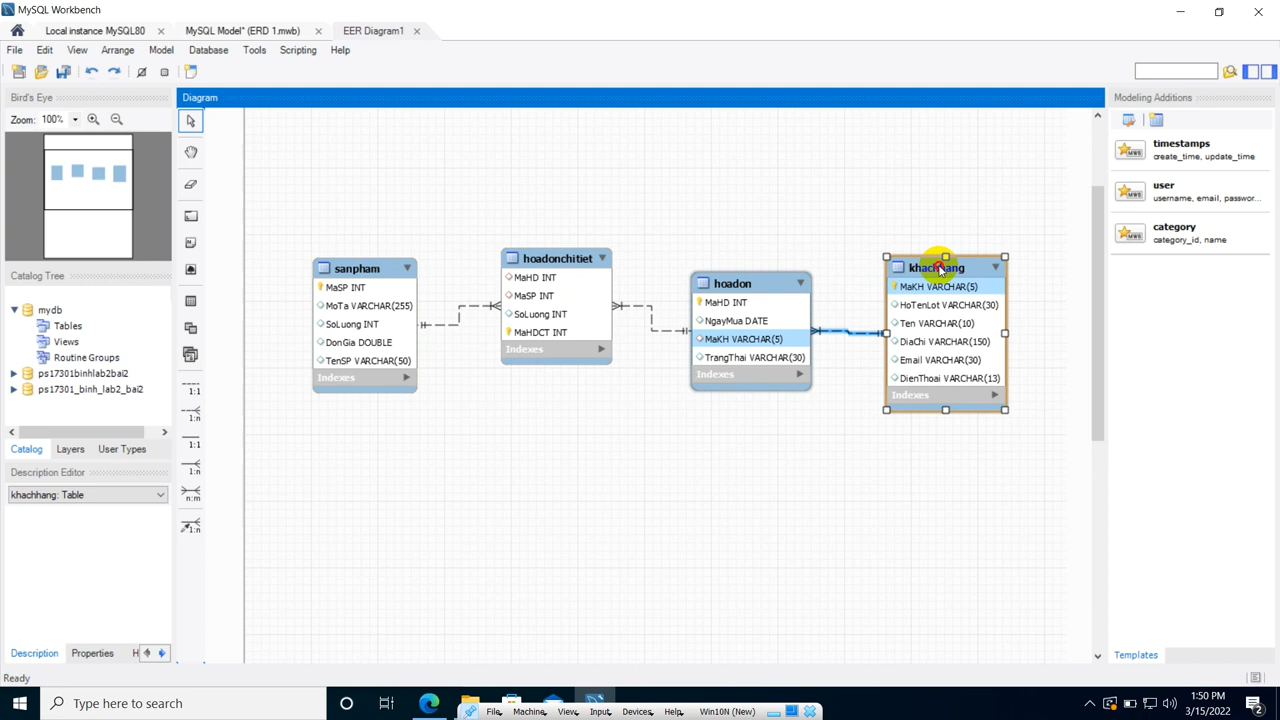 MySQL Workbench
Local instance MySQL80
MySQL Model* (ERD 1.mwb)
EER Diagram1
File Edit View Arrange Model Database Tools Scripting Help
Bird's Eye
Zoom: 100%
Diagram
Modeling Additions
timestamps
create_time, update_time
user
username, email, passwor...
category
category_id, name
Catalog Tree
mydb
Tables
Views
Routine Groups
ps17301binhlab2bai2
ps17301_binh_lab2_bai2
Catalog Layers User Types
Description Editor
khachhang: Table
Description Properties H
1:1
1:n
1:1
1:n
n:m
1:n
sanpham
MaSP INT
MoTa VARCHAR(255)
SoLuong INT
DonGia DOUBLE
TenSP VARCHAR(50)
Indexes
hoadonchitiet
MaHD INT
MaSP INT
SoLuong INT
MaHDCT INT
Indexes
hoadon
MaHD INT
NgayMua DATE
MaKH VARCHAR(5)
TrangThai VARCHAR(30)
Indexes
khachhang
MaKH VARCHAR(5)
HoTenLot VARCHAR(30)
Ten VARCHAR(10)
DiaChi VARCHAR(150)
Email VARCHAR(30)
DienThoai VARCHAR(13)
Indexes
Templates
Ready
Type here to search
File Machine View Input Devices Help Win10N (New)
1:50 PM
3/15/2022
2